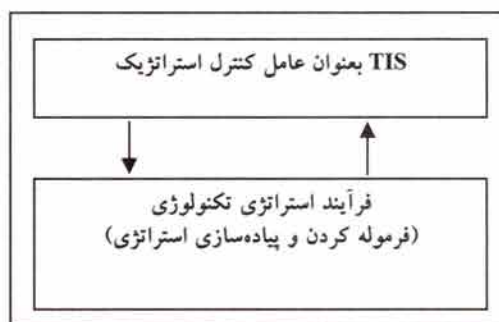 TIS بعنوان عامل کنترل استراتژیک
فرآیند استراتژی تکنولوژی
(فرموله کردن و پیاده‌سازی استراتژی)